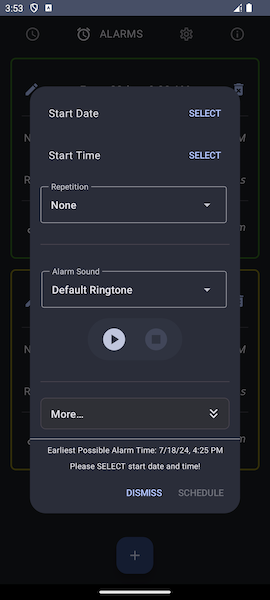 3:53
ALARMS
Start Date SELECT
Start Time SELECT
Repetition
None
Alarm Sound
Default Ringtone
More...
Earliest Possible Alarm Time: 7/18/24, 4:25 PM
Please SELECT start date and time!
DISMISS SCHEDULE